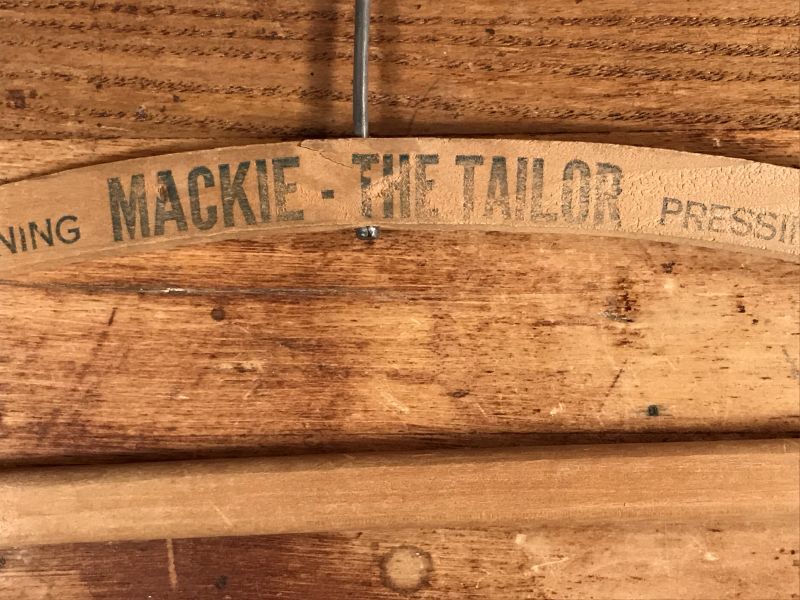 NING MACKIE - THE TAILOR PRESSI